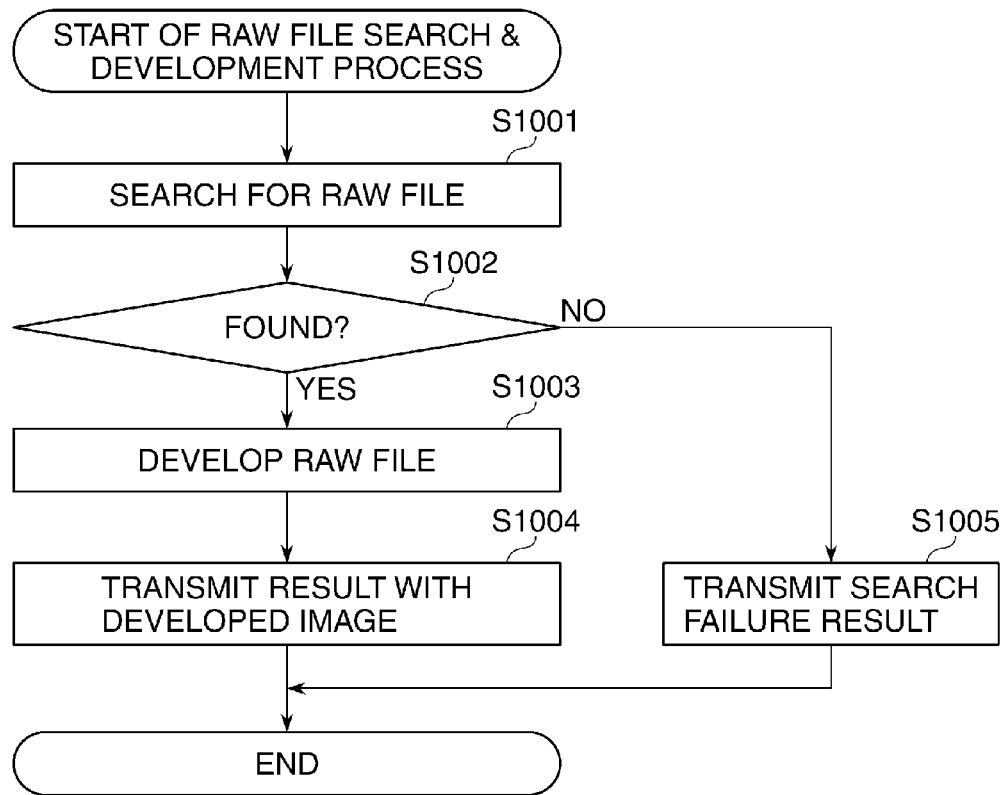 START OF RAW FILE SEARCH &
DEVELOPMENT PROCESS
S1001
SEARCH FOR RAW FILE
S1002
FOUND?
NO
YES
S1003
DEVELOP RAW FILE
S1004
TRANSMIT RESULT WITH
DEVELOPED IMAGE
S1005
TRANSMIT SEARCH
FAILURE RESULT
END